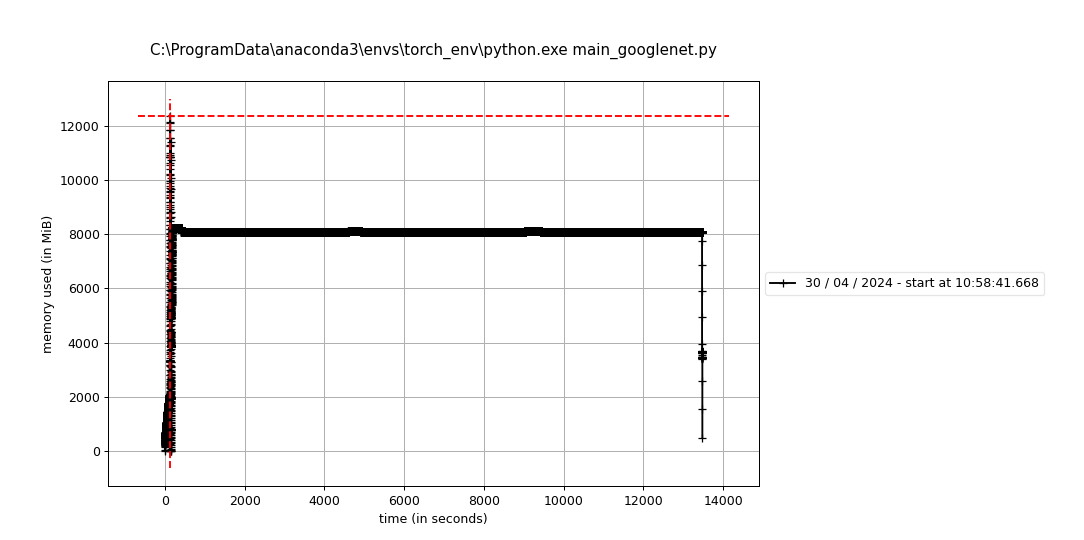 C:\ProgramData\anaconda3\envs\torch_env\python.exe main_googlenet.py
12000
10000
8000
6000
4000
2000
0
memory used (in MiB)
0 2000 4000 6000 8000 10000 12000 14000
time (in seconds)
30 / 04 / 2024 - start at 10:58:41.668